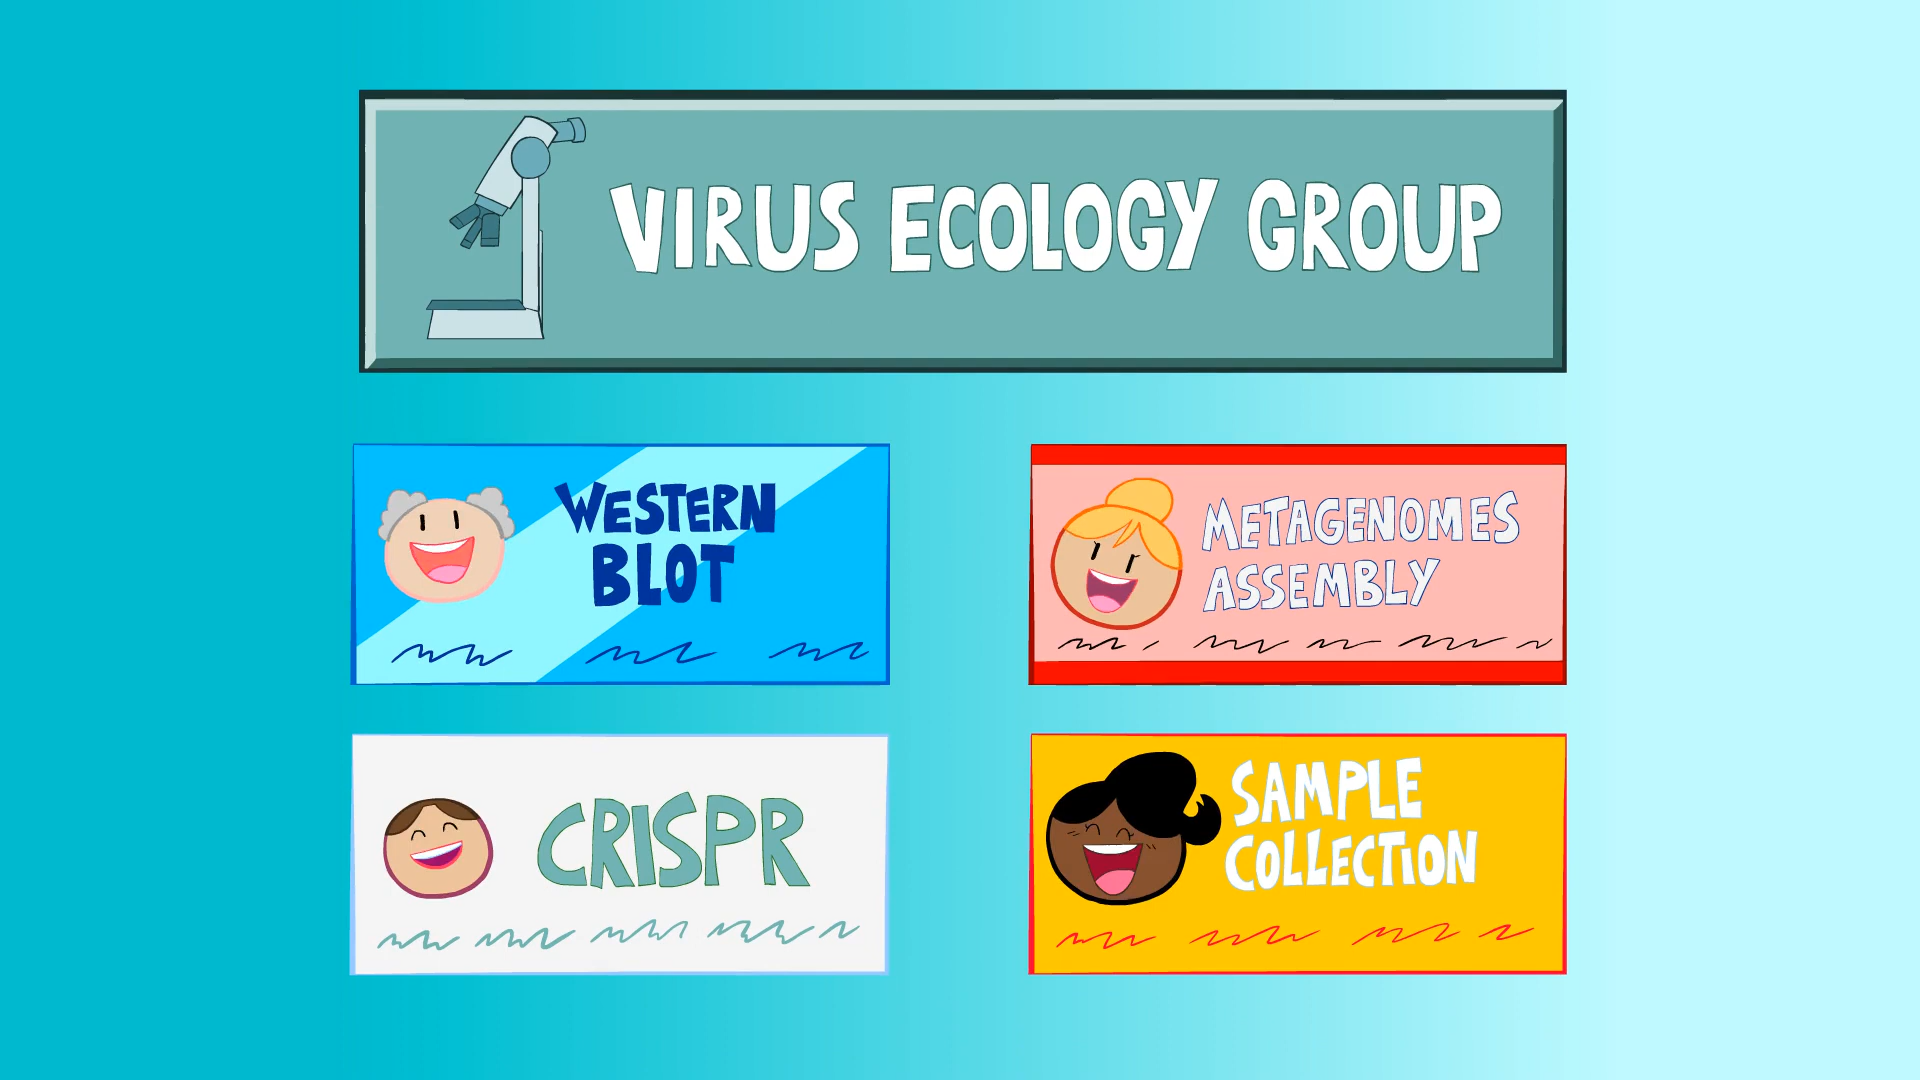 VIRUS ECOLOGY GROUP
WESTERN
BLOT
METAGENOMES
ASSEMBLY
CRISPR
SAMPLE
COLLECTION